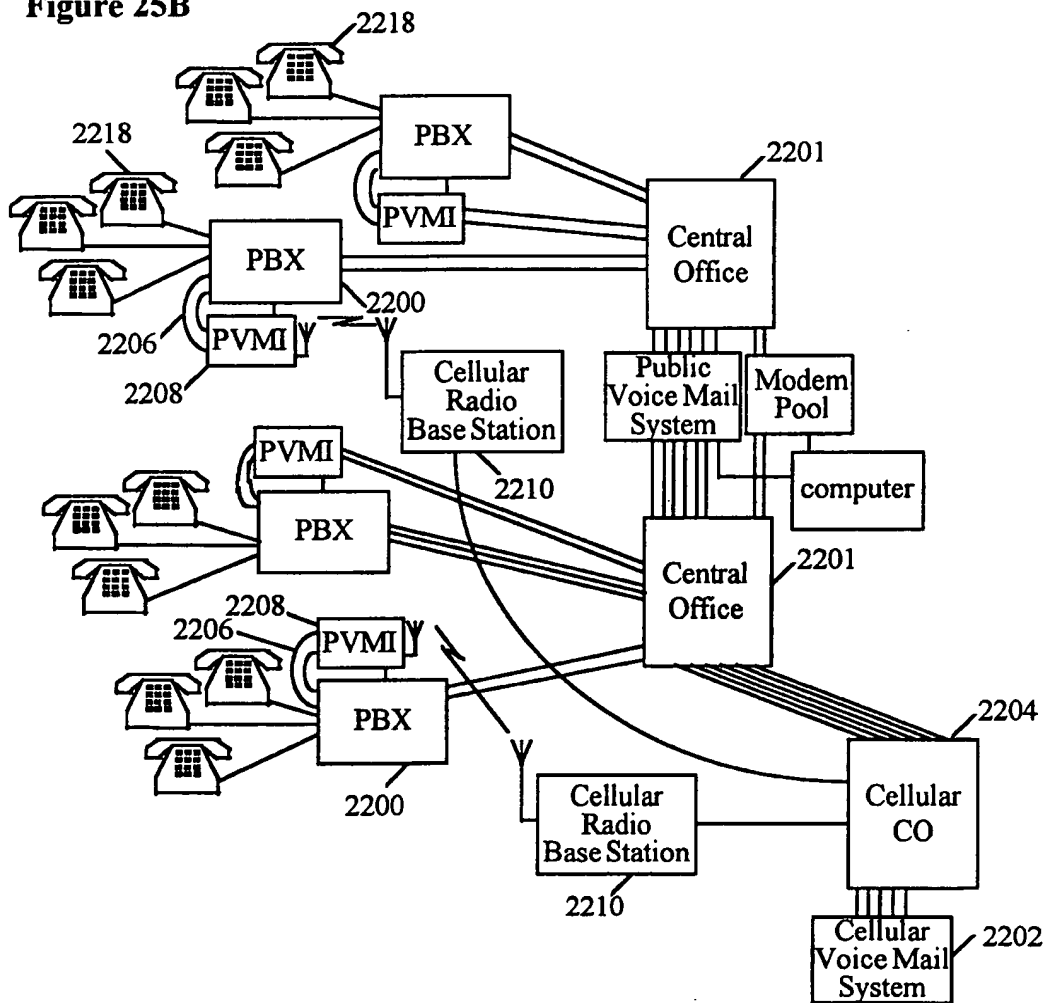 Figure 25B
2218
PBX
2218
2201
PVMI
Central
Office
PBX
2200
2206
PVMI
2208
Cellular
Radio
Base Station
Public
Voice Mail
System
Modem
Pool
PVMI
2210
computer
PBX
Central
Office
2201
2208
2206
PVMI
PBX
2204
2200
Cellular
Radio
Base Station
Cellular
CO
2210
Cellular
Voice Mail
System
2202